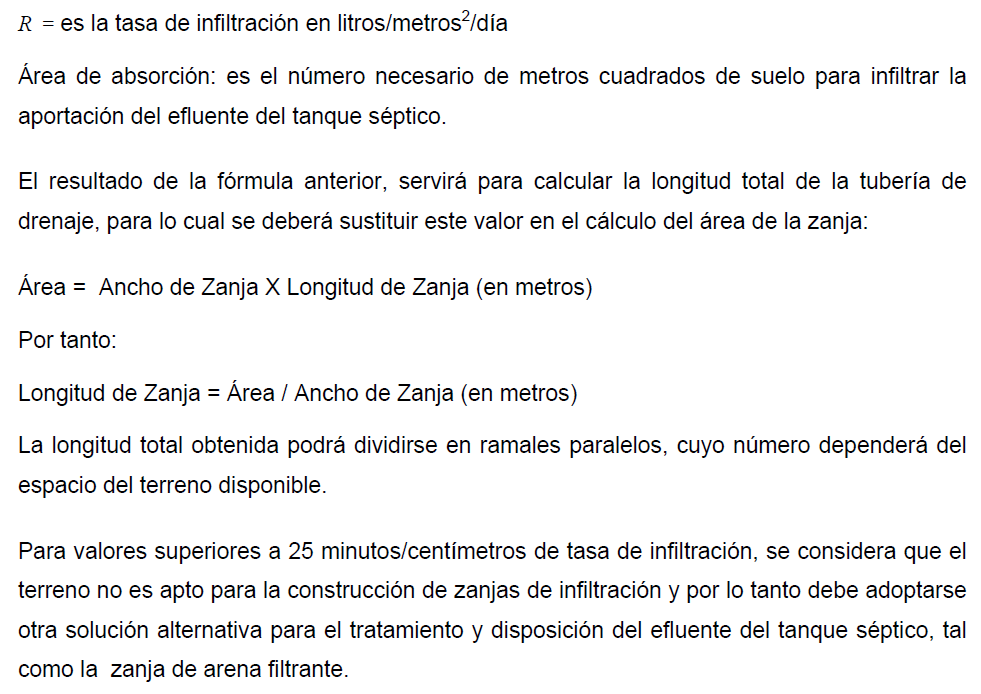 R = es la tasa de infiltración en litros/metros²/día
Área de absorción: es el número necesario de metros cuadrados de suelo para infiltrar la
aportación del efluente del tanque séptico.
El resultado de la fórmula anterior, servirá para calcular la longitud total de la tubería de
drenaje, para lo cual se deberá sustituir este valor en el cálculo del área de la zanja:
Área = Ancho de Zanja X Longitud de Zanja (en metros)
Por tanto:
Longitud de Zanja = Área / Ancho de Zanja (en metros)
La longitud total obtenida podrá dividirse en ramales paralelos, cuyo número dependerá del
espacio del terreno disponible.
Para valores superiores a 25 minutos/centímetros de tasa de infiltración, se considera que el
terreno no es apto para la construcción de zanjas de infiltración y por lo tanto debe adoptarse
otra solución alternativa para el tratamiento y disposición del efluente del tanque séptico, tal
como la zanja de arena filtrante.